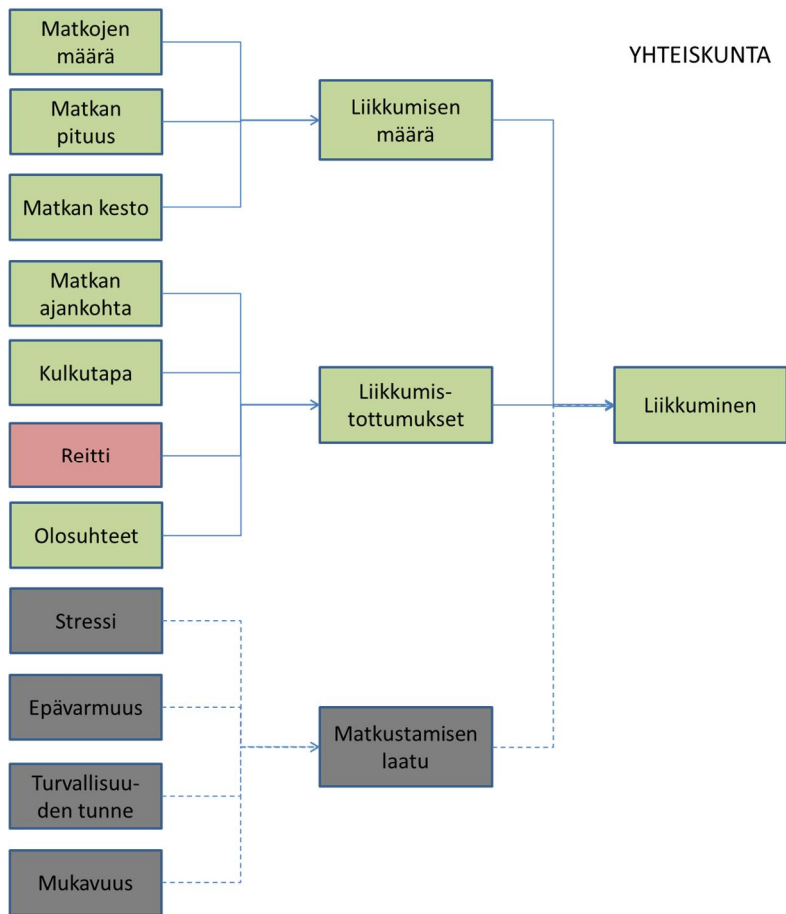 Matkojen
määrä
YHTEISKUNTA
Matkan
pituus
Liikkumisen
määrä
Matkan kesto
Matkan
ajankohta
Kulkutapa
Liikkumis-
tottumukset
Liikkuminen
Reitti
Olosuhteet
Stressi
Epävarmuus
Matkustamisen
laatu
Turvallisuu-
den tunne
Mukavuus